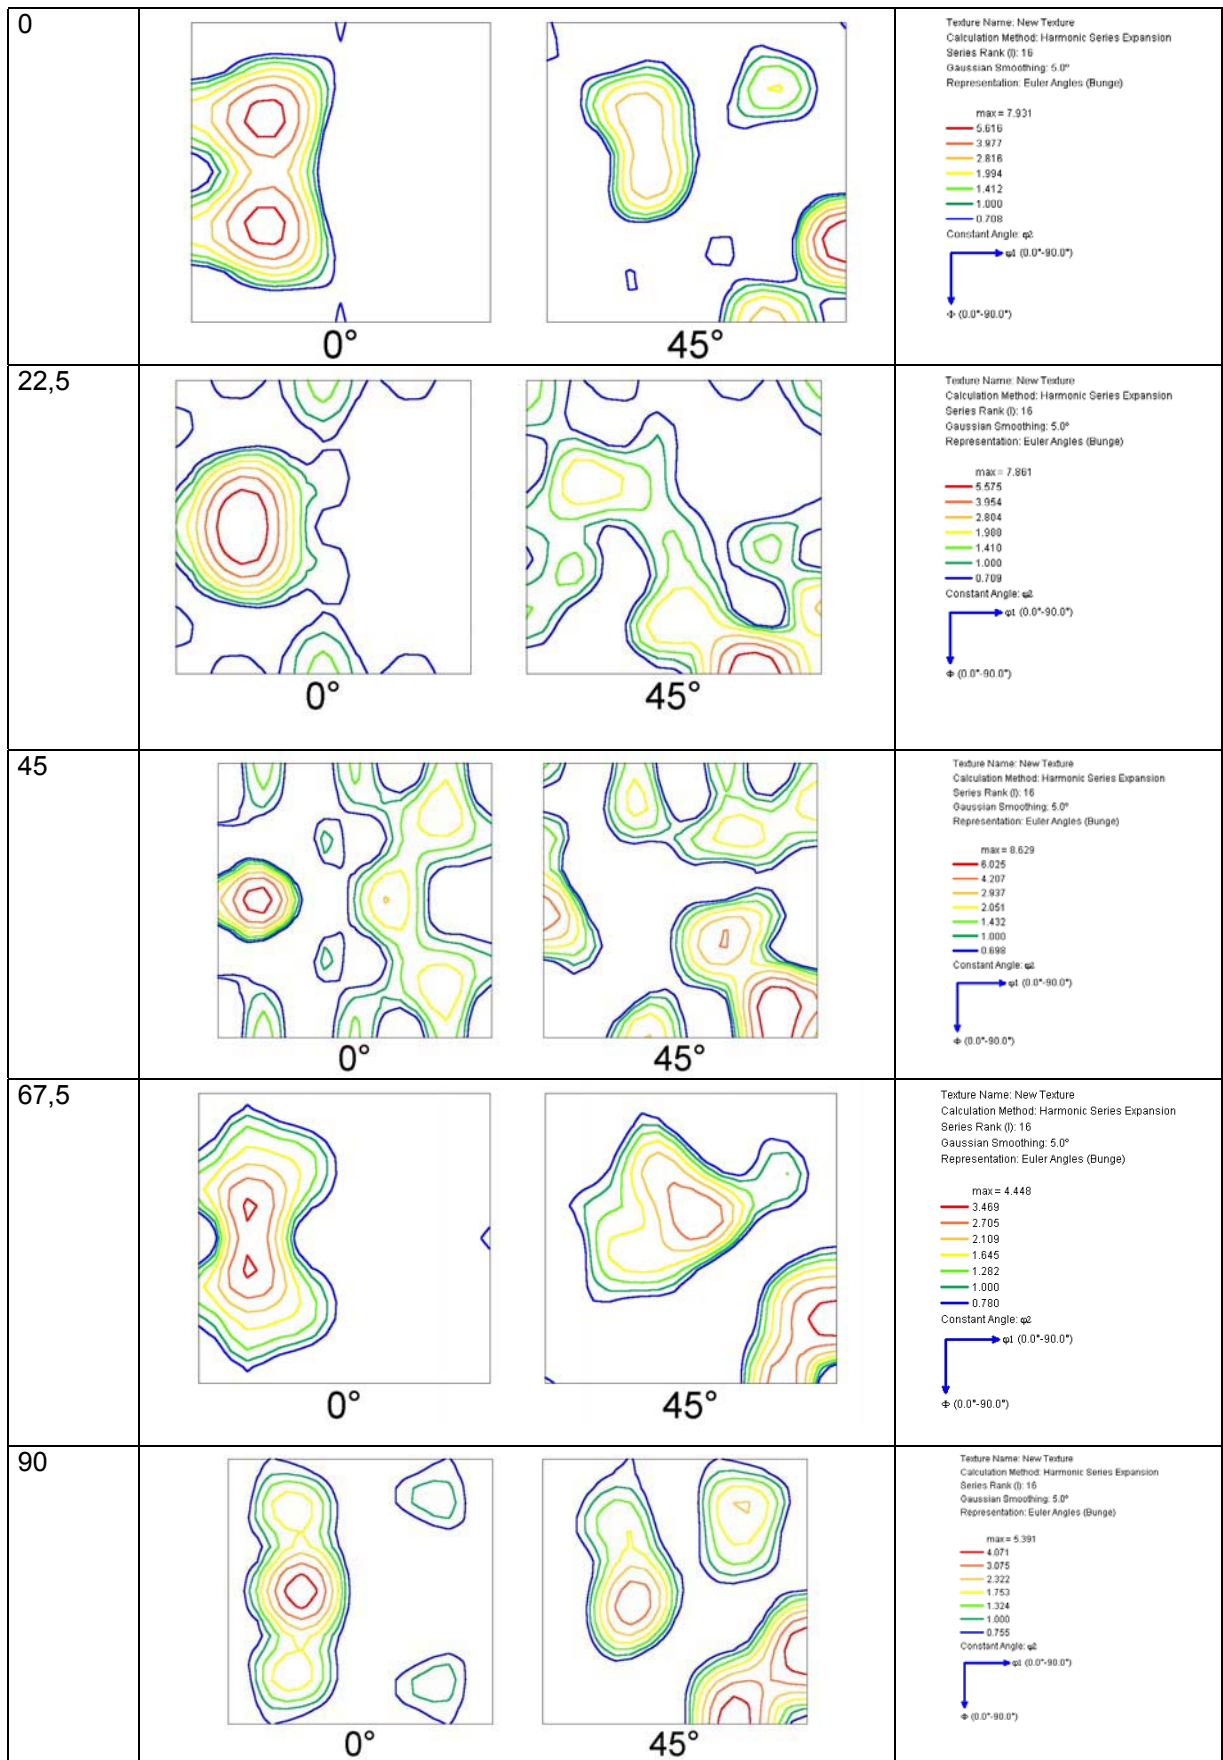 0
0°
45°
Texture Name: New Texture
Calculation Method: Harmonic Series Expansion
Series Rank (l): 16
Gaussian Smoothing: 5.0°
Representation: Euler Angles (Bunge)
max = 7.931
5.616
3.977
2.816
1.994
1.412
1.000
0.708
Constant Angle: φ2
φ1 (0.0°-90.0°)
Φ (0.0°-90.0°)
22,5
0°
45°
Texture Name: New Texture
Calculation Method: Harmonic Series Expansion
Series Rank (l): 16
Gaussian Smoothing: 5.0°
Representation: Euler Angles (Bunge)
max = 7.861
5.575
3.954
2.804
1.988
1.410
1.000
0.709
Constant Angle: φ2
φ1 (0.0°-90.0°)
Φ (0.0°-90.0°)
45
0°
45°
Texture Name: New Texture
Calculation Method: Harmonic Series Expansion
Series Rank (l): 16
Gaussian Smoothing: 5.0°
Representation: Euler Angles (Bunge)
max = 8.629
6.025
4.207
2.937
2.051
1.432
1.000
0.698
Constant Angle: φ2
φ1 (0.0°-90.0°)
Φ (0.0°-90.0°)
67,5
0°
45°
Texture Name: New Texture
Calculation Method: Harmonic Series Expansion
Series Rank (l): 16
Gaussian Smoothing: 5.0°
Representation: Euler Angles (Bunge)
max = 4.448
3.469
2.705
2.109
1.645
1.282
1.000
0.780
Constant Angle: φ2
φ1 (0.0°-90.0°)
Φ (0.0°-90.0°)
90
0°
45°
Texture Name: New Texture
Calculation Method: Harmonic Series Expansion
Series Rank (l): 16
Gaussian Smoothing: 5.0°
Representation: Euler Angles (Bunge)
max = 5.391
4.071
3.075
2.322
1.753
1.324
1.000
0.755
Constant Angle: φ2
φ1 (0.0°-90.0°)
Φ (0.0°-90.0°)